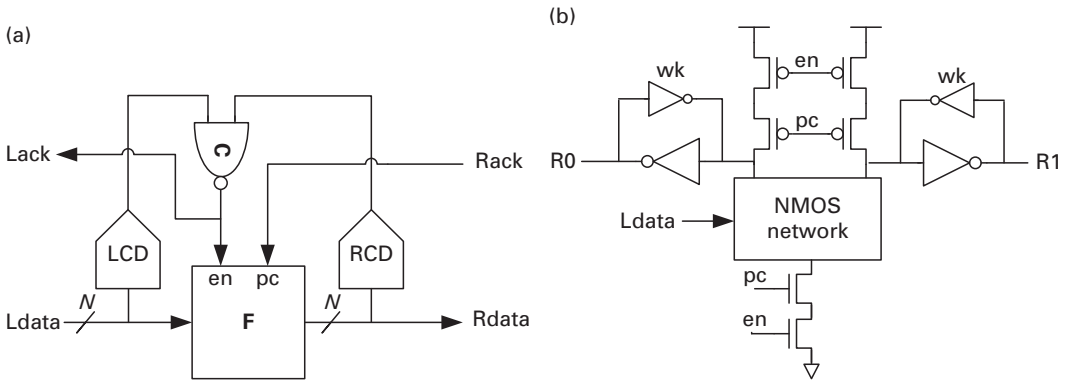 (a)
Lack
C
Rack
LCD
RCD
en pc
N
N
Ldata
F
Rdata
(b)
wk
en
wk
pc
R0
R1
NMOS
network
Ldata
pc
en